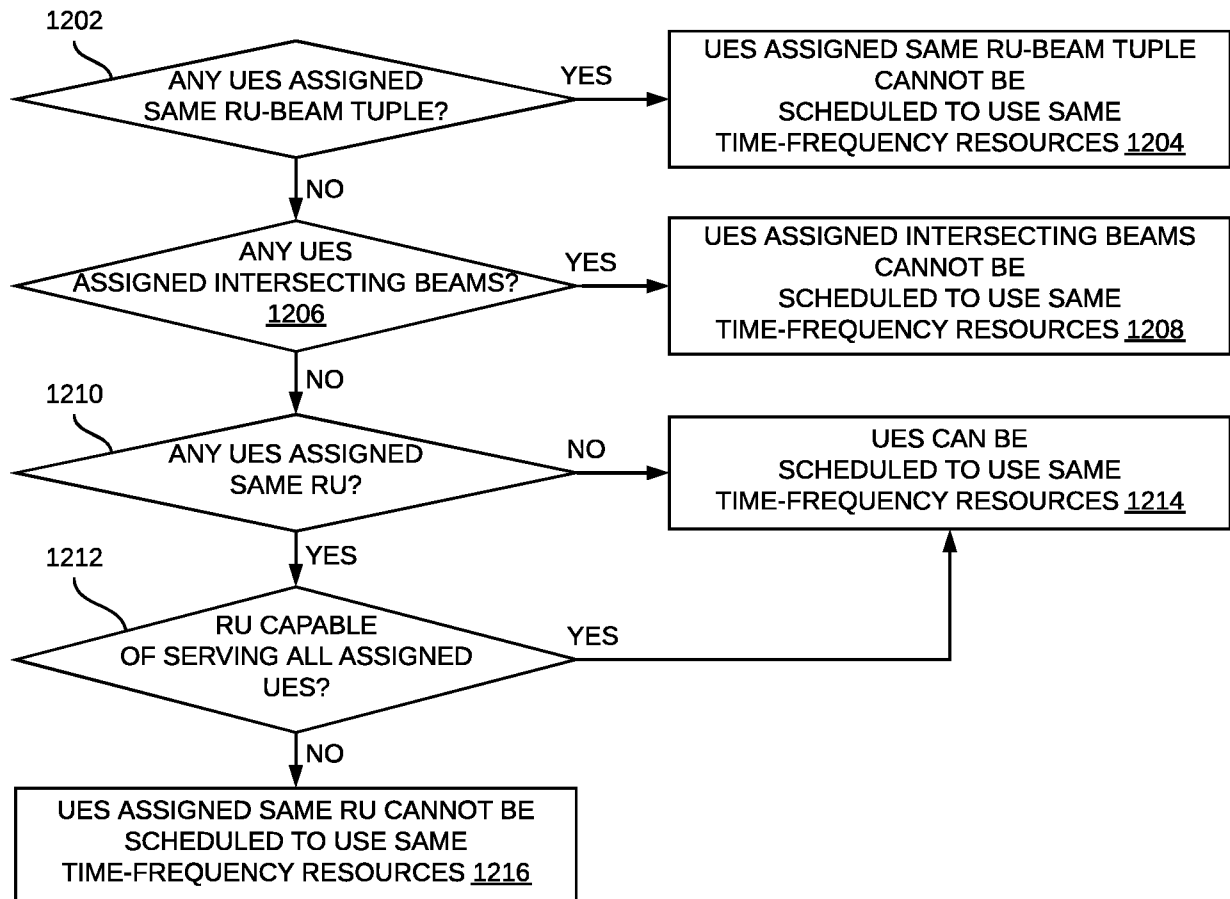 1202
ANY UES ASSIGNED
SAME RU-BEAM TUPLE?
YES
UES ASSIGNED SAME RU-BEAM TUPLE
CANNOT BE
SCHEDULED TO USE SAME
TIME-FREQUENCY RESOURCES 1204
NO
ANY UES
ASSIGNED INTERSECTING BEAMS?
1206
YES
UES ASSIGNED INTERSECTING BEAMS
CANNOT BE
SCHEDULED TO USE SAME
TIME-FREQUENCY RESOURCES 1208
NO
1210
ANY UES ASSIGNED
SAME RU?
NO
UES CAN BE
SCHEDULED TO USE SAME
TIME-FREQUENCY RESOURCES 1214
YES
1212
RU CAPABLE
OF SERVING ALL ASSIGNED
UES?
YES
NO
UES ASSIGNED SAME RU CANNOT BE
SCHEDULED TO USE SAME
TIME-FREQUENCY RESOURCES 1216